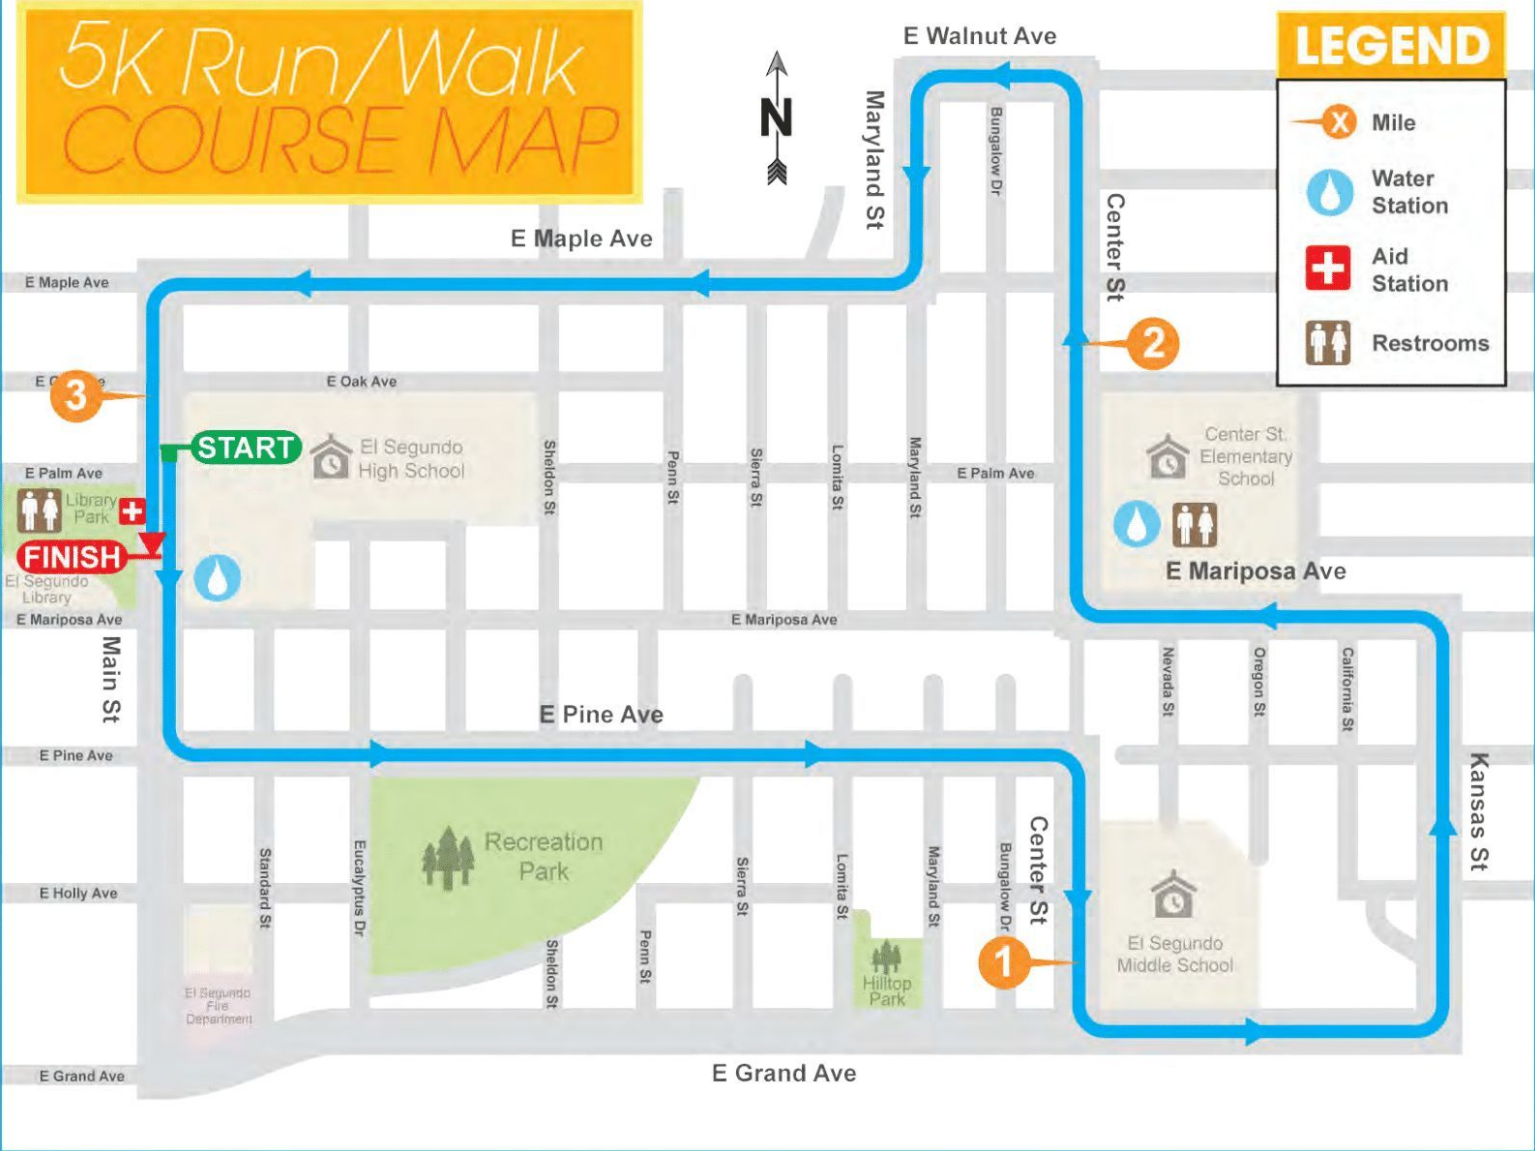 5K Run/Walk
COURSE MAP
N
E Walnut Ave
LEGEND
X Mile
Water
Station
Aid
Station
Restrooms
Maryland St
Bungalow Dr
Center St
E Maple Ave
E Maple Ave
2
3
E Oak Ave
START
El Segundo
High School
E Palm Ave
Library
Park
FINISH
El Segundo
Library
E Mariposa Ave
Main St
Sheldon St
Penn St
Sierra St
Lomita St
Maryland St
E Palm Ave
Center St.
Elementary
School
E Mariposa Ave
E Mariposa Ave
Nevada St
Oregon St
California St
Kansas St
E Pine Ave
E Pine Ave
Recreation
Park
E Holly Ave
Standard St
Eucalyptus Dr
Sheldon St
Penn St
Sierra St
Lomita St
Maryland St
Bungalow Dr
Center St
1
El Segundo
Middle School
Hilltop
Park
El Segundo
Fire
Department
E Grand Ave
E Grand Ave